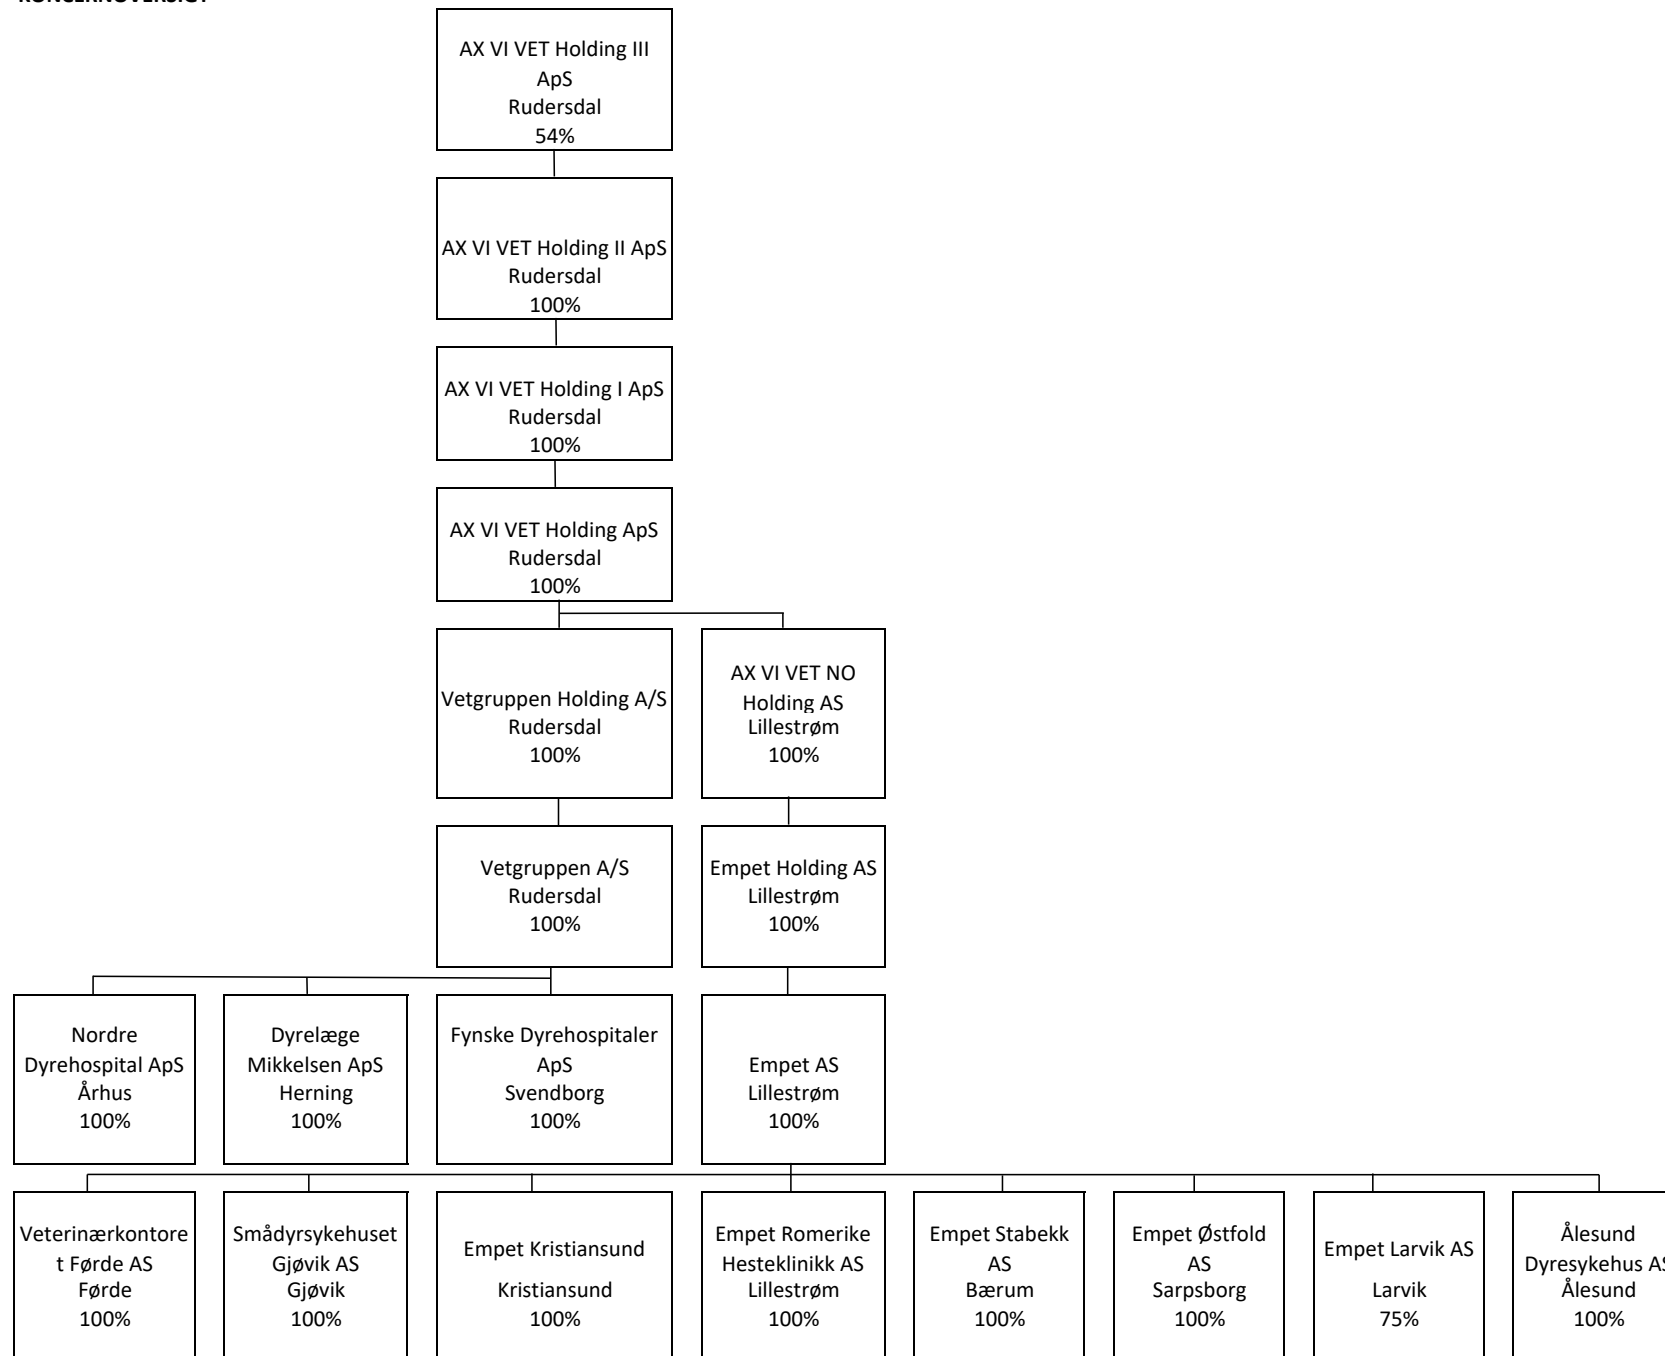 KONCERNOVERSIGT
AX VI VET Holding III
ApS
Rudersdal
54%
AX VI VET Holding II ApS
Rudersdal
100%
AX VI VET Holding I ApS
Rudersdal
100%
AX VI VET Holding ApS
Rudersdal
100%
Vetgruppen Holding A/S
Rudersdal
100%
AX VI VET NO
Holding AS
Lillestrøm
100%
Vetgruppen A/S
Rudersdal
100%
Empet Holding AS
Lillestrøm
100%
Nordre
Dyrehospital ApS
Århus
100%
Dyrelæge
Mikkelsen ApS
Herning
100%
Fynske Dyrehospitaler
ApS
Svendborg
100%
Empet AS
Lillestrøm
100%
Veterinærkontore
t Førde AS
Førde
100%
Smådyrsykehuset
Gjøvik AS
Gjøvik
100%
Empet Kristiansund
Kristiansund
100%
Empet Romerike
Hesteklinikk AS
Lillestrøm
100%
Empet Stabekk
AS
Bærum
100%
Empet Østfold
AS
Sarpsborg
100%
Empet Larvik AS
Larvik
75%
Ålesund
Dyresykehus AS
Ålesund
100%